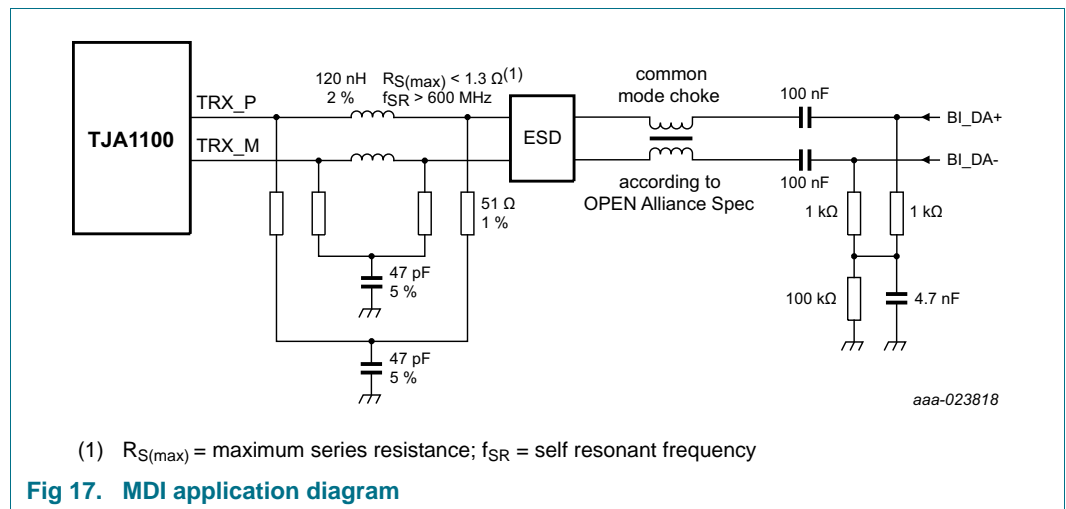 TJA1100
TRX_P
TRX_M
120 nH
2 %
RS(max) < 1.3 Ω(1)
fSR > 600 MHz
ESD
common
mode choke
according to
OPEN Alliance Spec
100 nF
100 nF
BI_DA+
BI_DA-
51 Ω
1 %
47 pF
5 %
47 pF
5 %
1 kΩ
1 kΩ
100 kΩ
4.7 nF
aaa-023818
(1) RS(max) = maximum series resistance; fSR = self resonant frequency
Fig 17. MDI application diagram